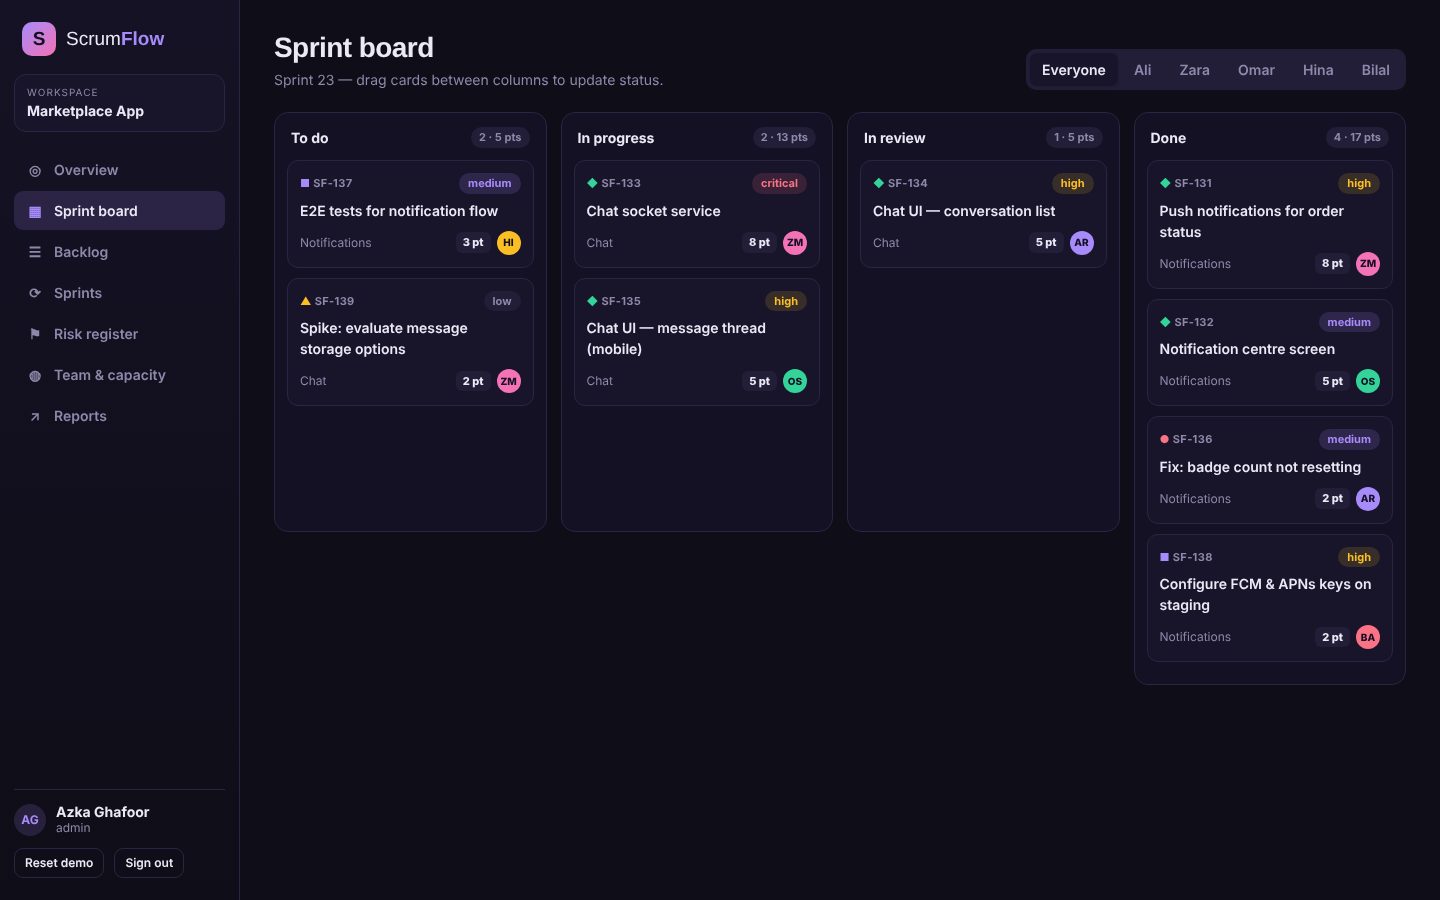 S ScrumFlow
WORKSPACE
Marketplace App
Overview
Sprint board
Backlog
Sprints
Risk register
Team & capacity
Reports
AG Azka Ghafoor
admin
Reset demo Sign out
Sprint board
Sprint 23 — drag cards between columns to update status.
Everyone Ali Zara Omar Hina Bilal
To do 2 · 5 pts
SF-137 medium
E2E tests for notification flow
Notifications 3 pt HI
SF-139 low
Spike: evaluate message
storage options
Chat 2 pt ZM
In progress 2 · 13 pts
SF-133 critical
Chat socket service
Chat 8 pt ZM
SF-135 high
Chat UI — message thread
(mobile)
Chat 5 pt OS
In review 1 · 5 pts
SF-134 high
Chat UI — conversation list
Chat 5 pt AR
Done 4 · 17 pts
SF-131 high
Push notifications for order
status
Notifications 8 pt ZM
SF-132 medium
Notification centre screen
Notifications 5 pt OS
SF-136 medium
Fix: badge count not resetting
Notifications 2 pt AR
SF-138 high
Configure FCM & APNs keys on
staging
Notifications 2 pt BA